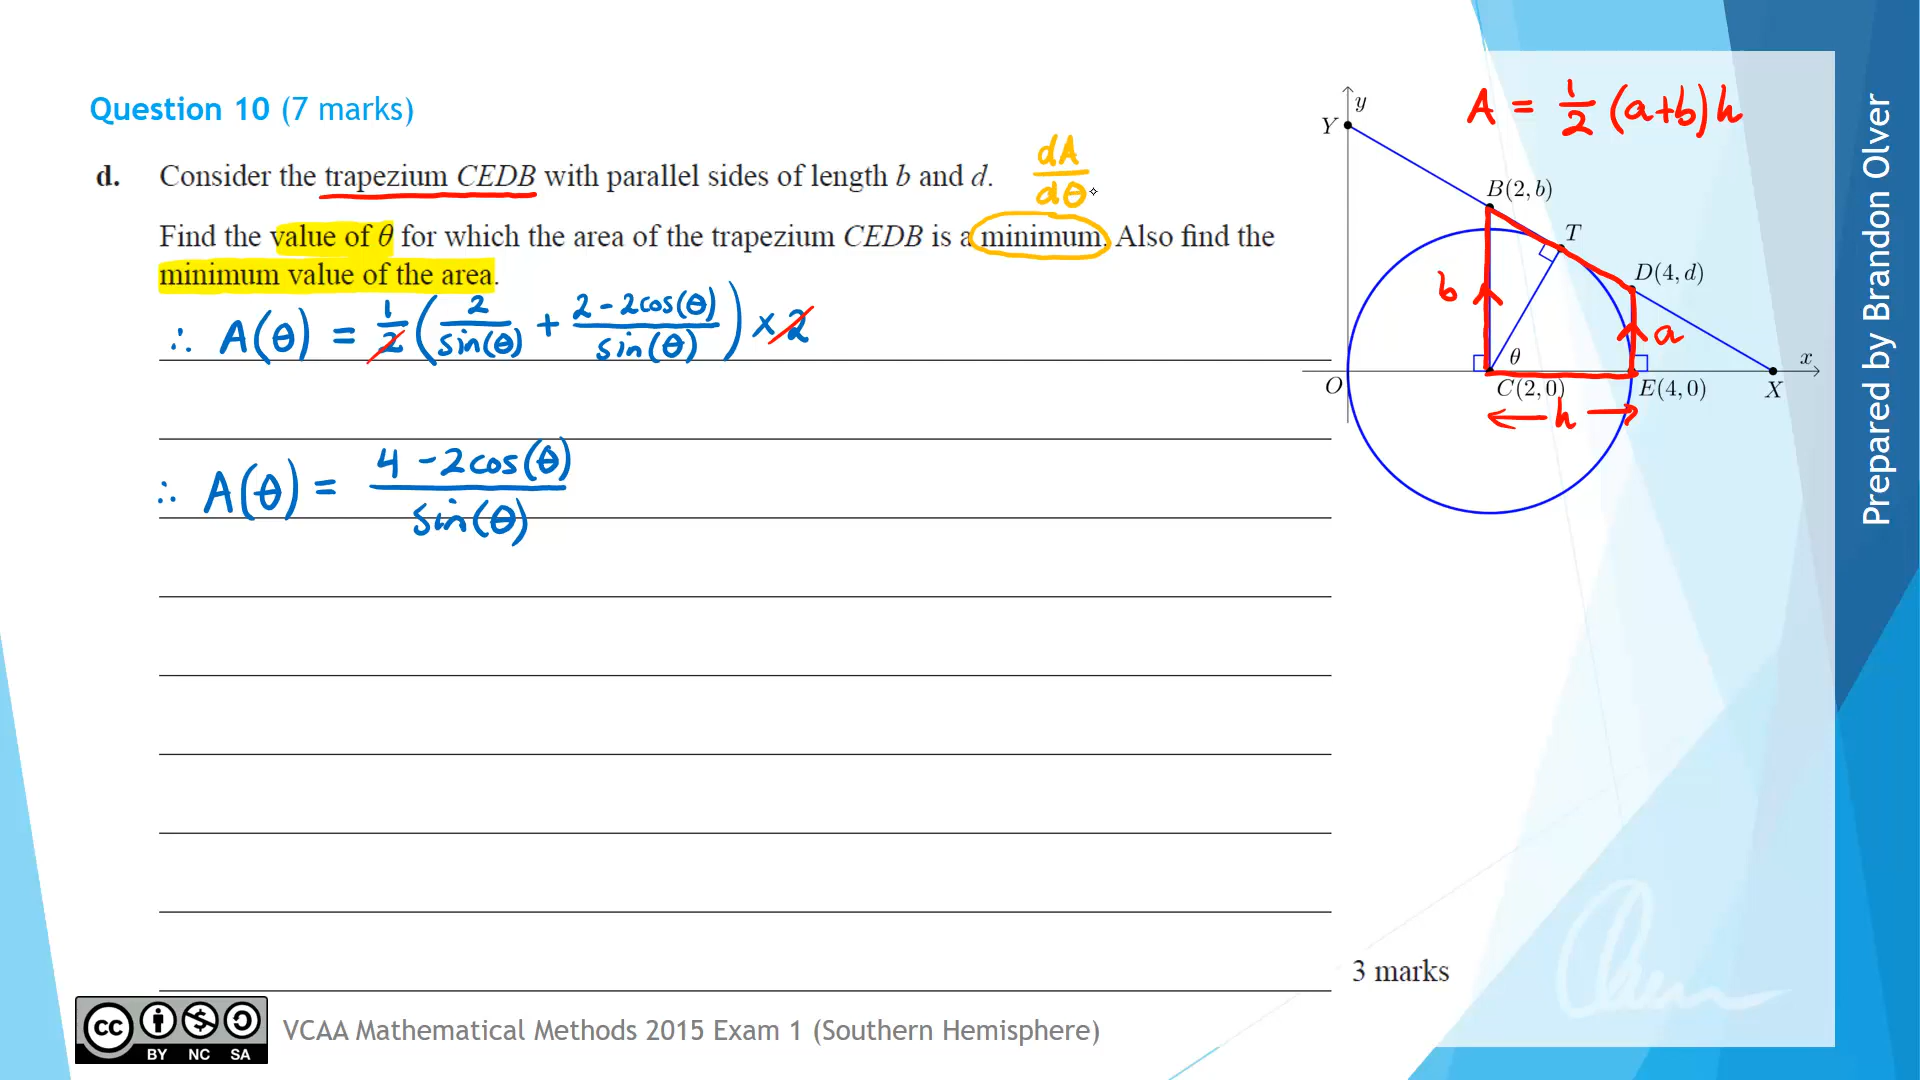 Question 10 (7 marks)
d. Consider the trapezium CEDB with parallel sides of length b and d.
dA/dθ
Find the value of θ for which the area of the trapezium CEDB is a minimum. Also find the
minimum value of the area.
∴ A(θ) = 1/2 (2/sin(θ) + (2 - 2cos(θ))/sin(θ)) × 2
∴ A(θ) = (4 - 2cos(θ))/sin(θ)
A = 1/2 (a+b)h
y
Y
B(2, b)
T
D(4, d)
b
a
θ
x
O
C(2, 0)
E(4, 0)
X
h
3 marks
Prepared by Brandon Olver
cc
BY NC SA
VCAA Mathematical Methods 2015 Exam 1 (Southern Hemisphere)